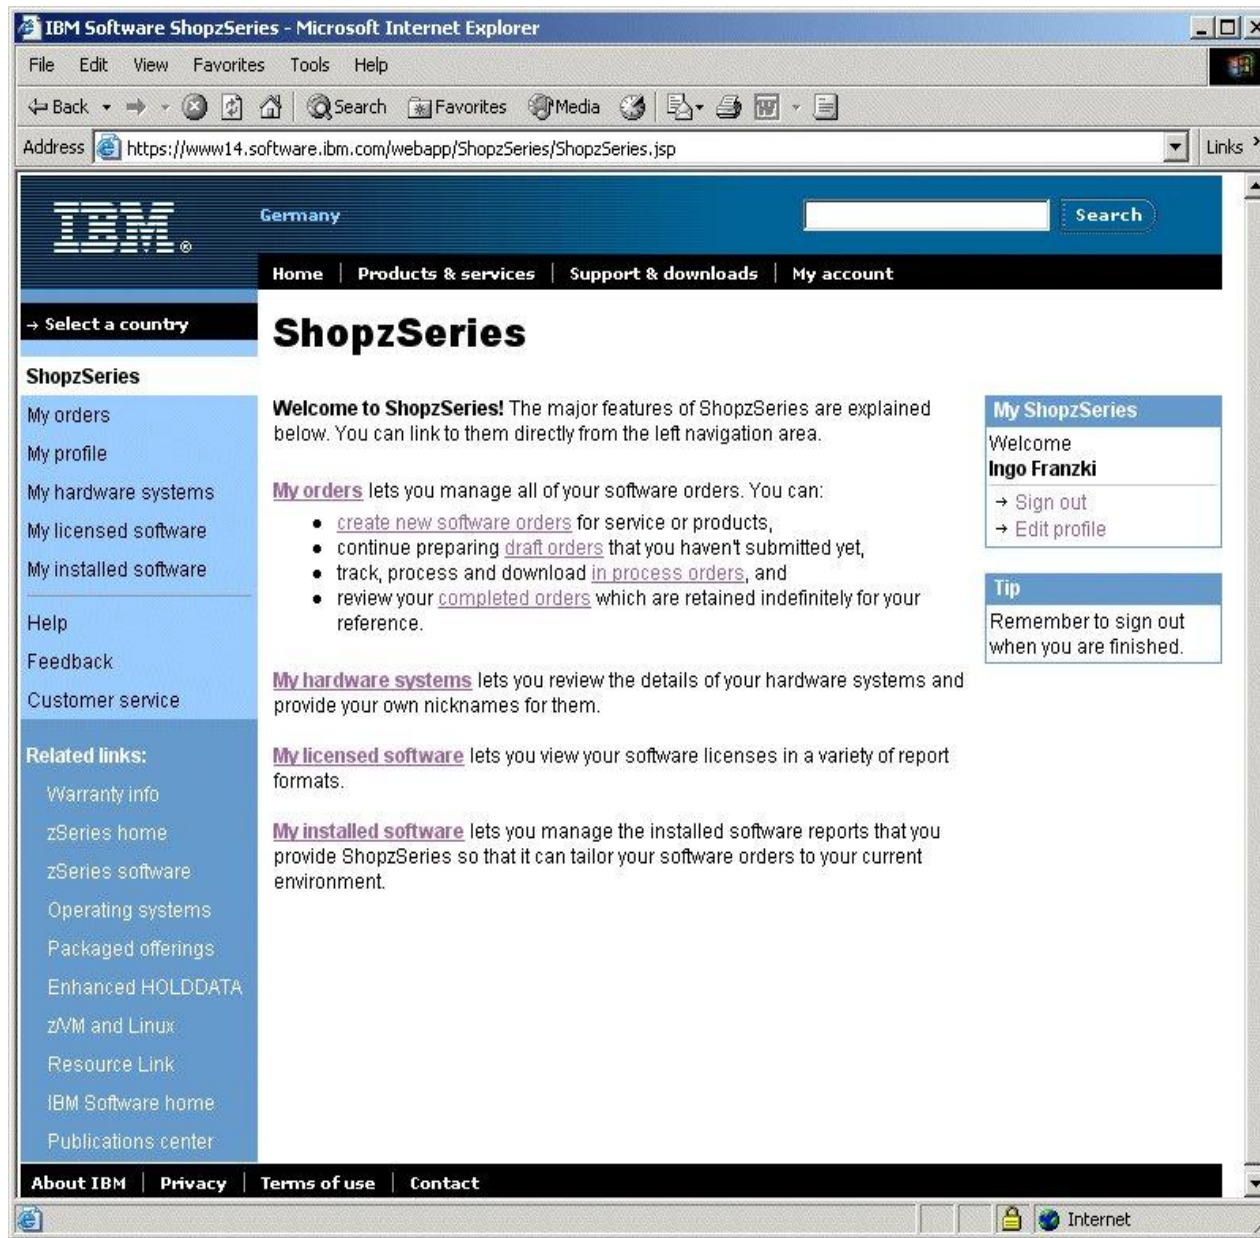 IBM Software ShopzSeries - Microsoft Internet Explorer
File Edit View Favorites Tools Help
Back Search Favorites Media
Address https://www14.software.ibm.com/webapp/ShopzSeries/ShopzSeries.jsp Links
IBM®
Germany
Search
Home | Products & services | Support & downloads | My account
→ Select a country
ShopzSeries
My orders
My profile
My hardware systems
My licensed software
My installed software
Help
Feedback
Customer service
Related links:
Warranty info
zSeries home
zSeries software
Operating systems
Packaged offerings
Enhanced HOLDDATA
z/VM and Linux
Resource Link
IBM Software home
Publications center
ShopzSeries
Welcome to ShopzSeries! The major features of ShopzSeries are explained
below. You can link to them directly from the left navigation area.
My orders lets you manage all of your software orders. You can:
• create new software orders for service or products,
• continue preparing draft orders that you haven't submitted yet,
• track, process and download in process orders, and
• review your completed orders which are retained indefinitely for your
reference.
My hardware systems lets you review the details of your hardware systems and
provide your own nicknames for them.
My licensed software lets you view your software licenses in a variety of report
formats.
My installed software lets you manage the installed software reports that you
provide ShopzSeries so that it can tailor your software orders to your current
environment.
My ShopzSeries
Welcome
Ingo Franzki
→ Sign out
→ Edit profile
Tip
Remember to sign out
when you are finished.
About IBM | Privacy | Terms of use | Contact
Internet